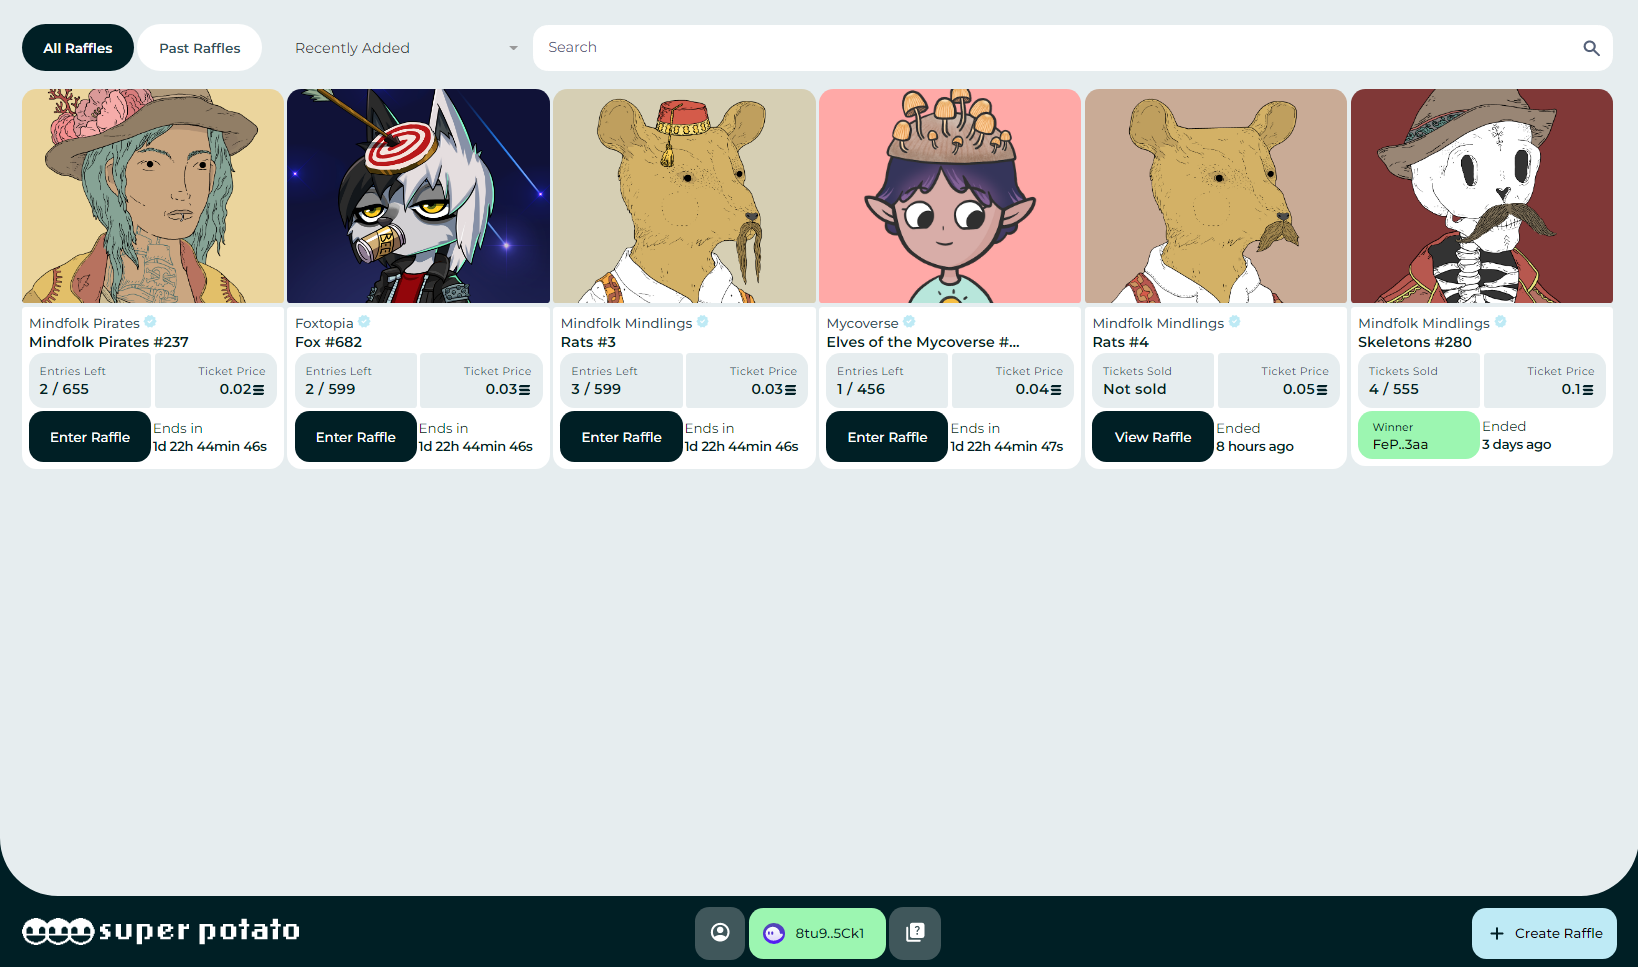 All Raffles
Past Raffles
Recently Added
Search
Mindfolk Pirates
Mindfolk Pirates #237
Entries Left
2 / 655
Ticket Price
0.02
Enter Raffle
Ends in
1d 22h 44min 46s
Foxtopia
Fox #682
Entries Left
2 / 599
Ticket Price
0.03
Enter Raffle
Ends in
1d 22h 44min 46s
Mindfolk Mindlings
Rats #3
Entries Left
3 / 599
Ticket Price
0.03
Enter Raffle
Ends in
1d 22h 44min 46s
Mycoverse
Elves of the Mycoverse #...
Entries Left
1 / 456
Ticket Price
0.04
Enter Raffle
Ends in
1d 22h 44min 47s
Mindfolk Mindlings
Rats #4
Tickets Sold
Not sold
Ticket Price
0.05
View Raffle
Ended
8 hours ago
Mindfolk Mindlings
Skeletons #280
Tickets Sold
4 / 555
Ticket Price
0.1
Winner
FeP..3aa
Ended
3 days ago
super potato
8tu9..5Ck1
?
+ Create Raffle